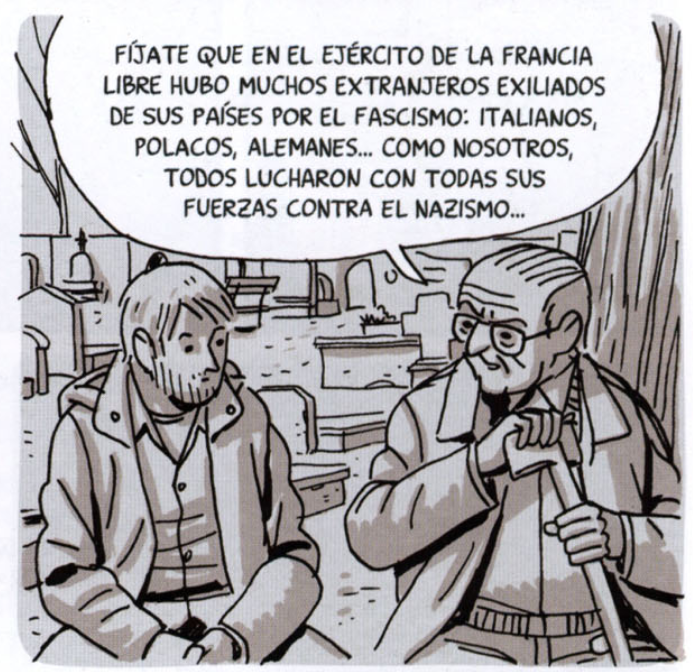 FÍJATE QUE EN EL EJÉRCITO DE LA FRANCIA
LIBRE HUBO MUCHOS EXTRANJEROS EXILIADOS
DE SUS PAÍSES POR EL FASCISMO: ITALIANOS,
POLACOS, ALEMANES... COMO NOSOTROS,
TODOS LUCHARON CON TODAS SUS
FUERZAS CONTRA EL NAZISMO...